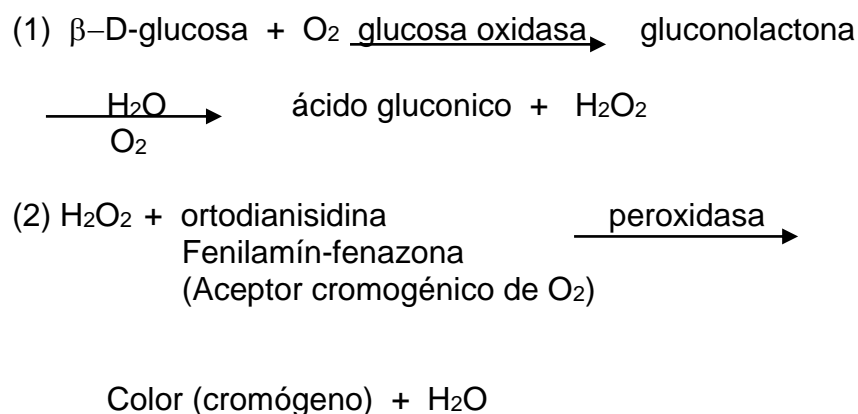 (1) β–D-glucosa + O2 glucosa oxidasa gluconolactona
H2O ácido gluconico + H2O2
O2
(2) H2O2 + ortodianisidina peroxidasa
Fenilamín-fenazona
(Aceptor cromogénico de O2)
Color (cromógeno) + H2O